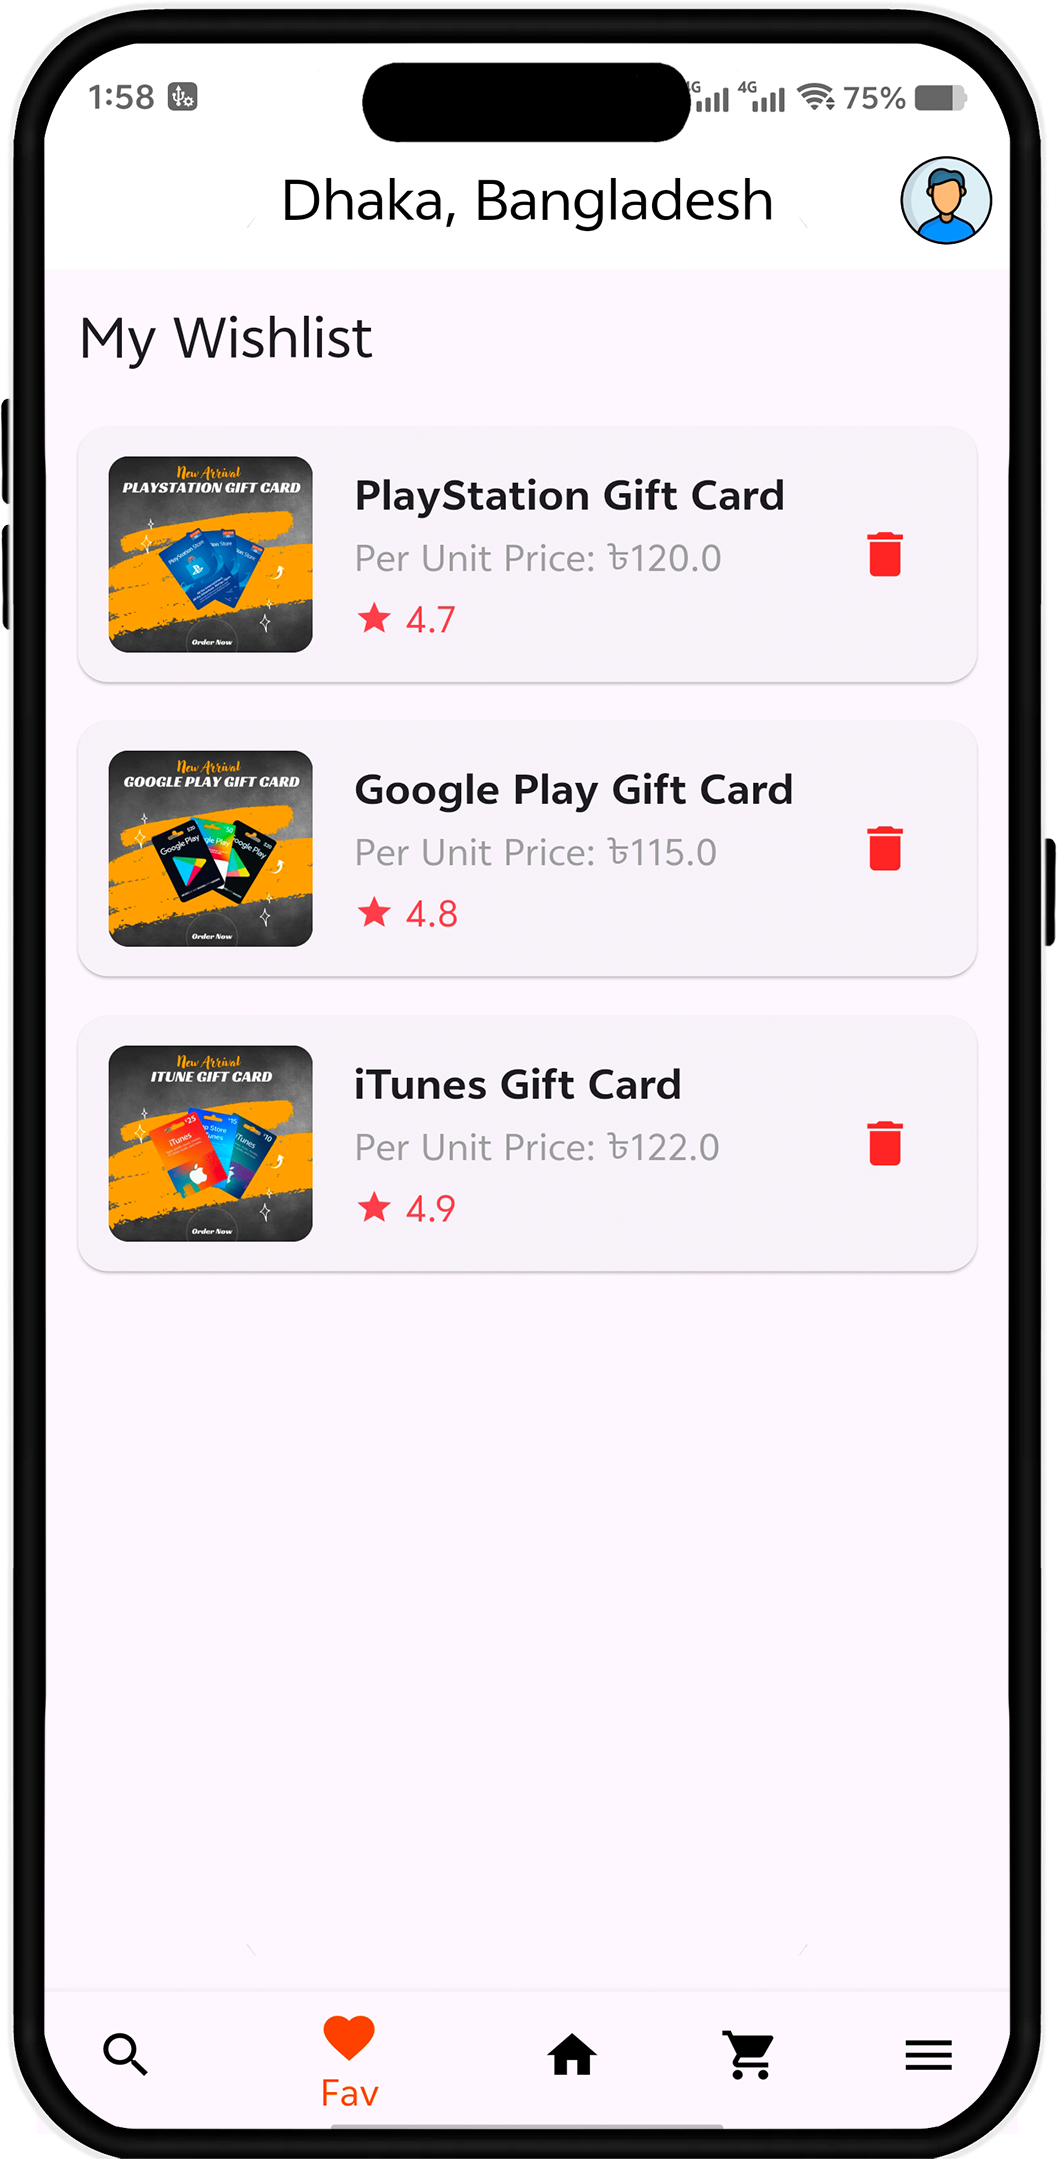 1:58
4G 4G 75%
Dhaka, Bangladesh
My Wishlist
New Arrival
PLAYSTATION GIFT CARD
Order Now
PlayStation Gift Card
Per Unit Price: ৳120.0
4.7
New Arrival
GOOGLE PLAY GIFT CARD
Google Play
Order Now
Google Play Gift Card
Per Unit Price: ৳115.0
4.8
New Arrival
ITUNE GIFT CARD
iTunes
Order Now
iTunes Gift Card
Per Unit Price: ৳122.0
4.9
Fav